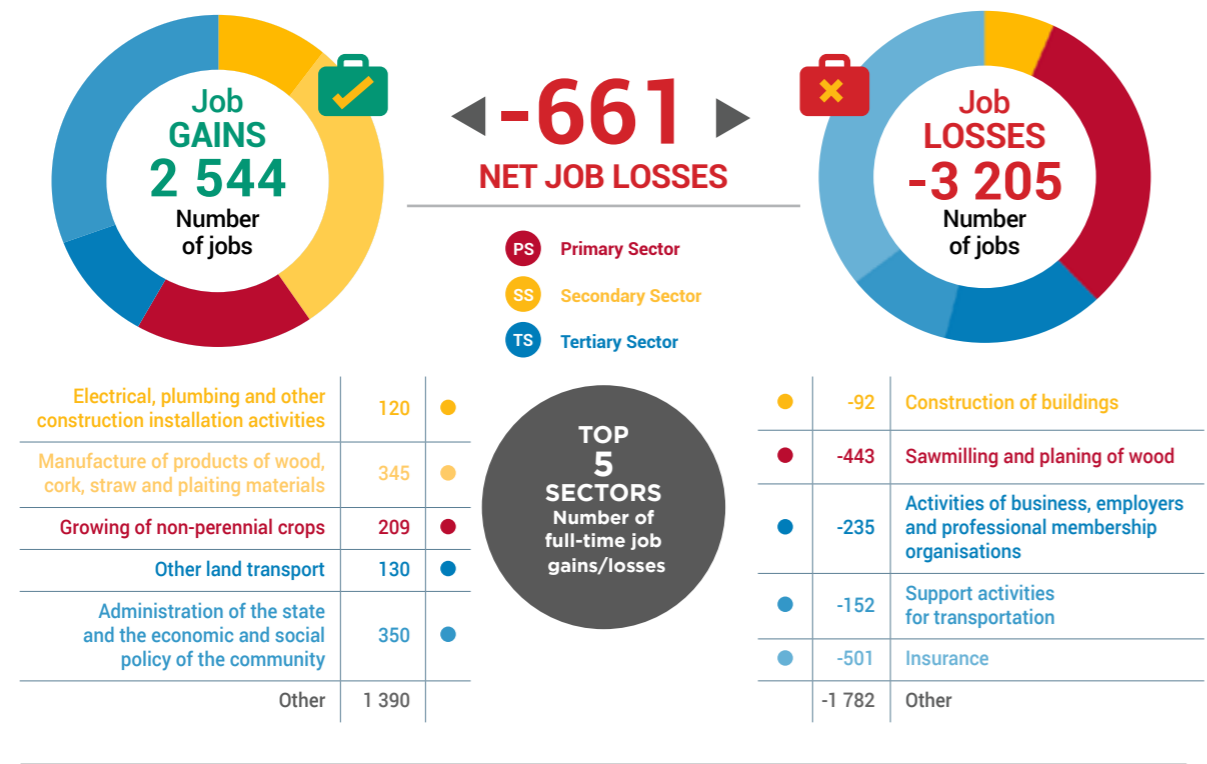 Job
GAINS
2 544
Number
of jobs
-661
NET JOB LOSSES
Job
LOSSES
-3 205
Number
of jobs
PS Primary Sector
SS Secondary Sector
TS Tertiary Sector
Electrical, plumbing and other
construction installation activities
120
Manufacture of products of wood,
cork, straw and plaiting materials
345
Growing of non-perennial crops 209
Other land transport 130
Administration of the state
and the economic and social
policy of the community
350
Other 1 390
TOP
5
SECTORS
Number of
full-time job
gains/losses
-92 Construction of buildings
-443 Sawmilling and planing of wood
-235
Activities of business, employers
and professional membership
organisations
-152
Support activities
for transportation
-501 Insurance
-1 782 Other